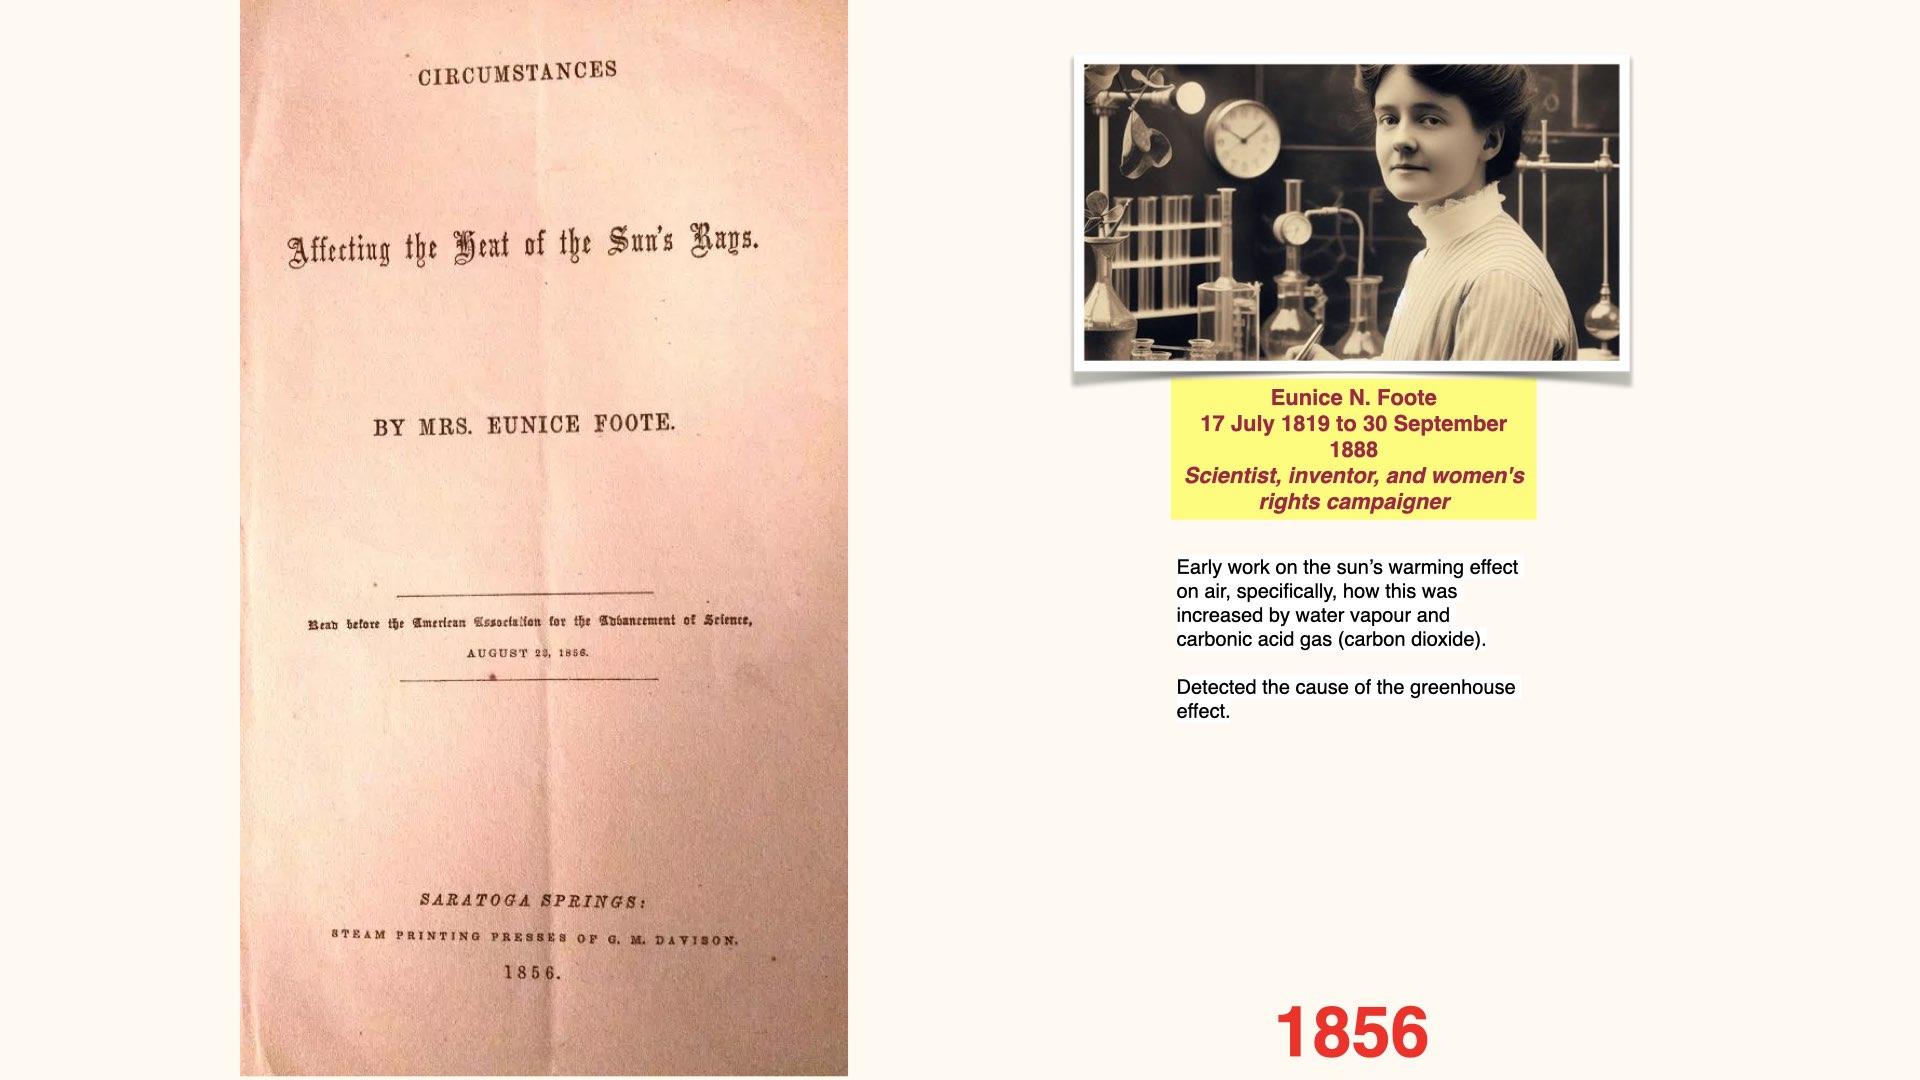 CIRCUMSTANCES
Affecting the Heat of the Sun's Rays.
BY MRS. EUNICE FOOTE.
Read before the American Association for the Advancement of Science,
AUGUST 23, 1856.
SARATOGA SPRINGS:
STEAM PRINTING PRESSES OF G. M. DAVISON.
1856.
Eunice N. Foote
17 July 1819 to 30 September
1888
Scientist, inventor, and women's
rights campaigner
Early work on the sun’s warming effect
on air, specifically, how this was
increased by water vapour and
carbonic acid gas (carbon dioxide).
Detected the cause of the greenhouse
effect.
1856